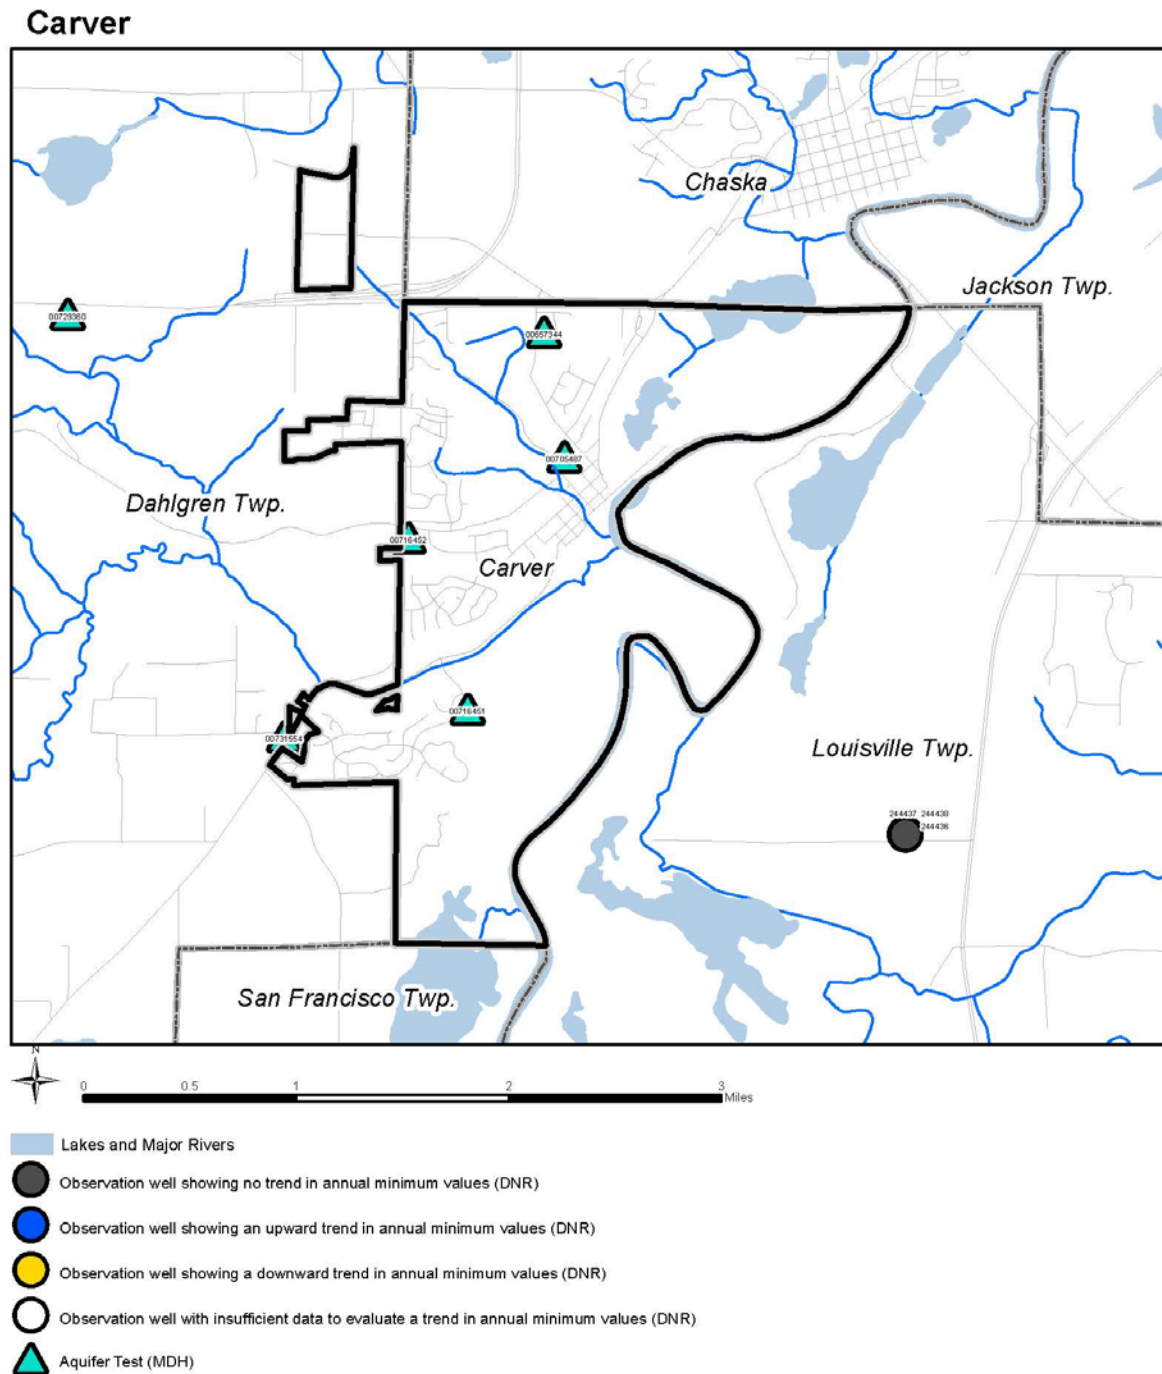 Carver
Chaska
Jackson Twp.
00729360
00657344
00705487
Dahlgren Twp.
00716452
Carver
00716451
00731554
Louisville Twp.
244437 244438
244436
San Francisco Twp.
N
0 0.5 1 2 3
Miles
Lakes and Major Rivers
Observation well showing no trend in annual minimum values (DNR)
Observation well showing an upward trend in annual minimum values (DNR)
Observation well showing a downward trend in annual minimum values (DNR)
Observation well with insufficient data to evaluate a trend in annual minimum values (DNR)
Aquifer Test (MDH)